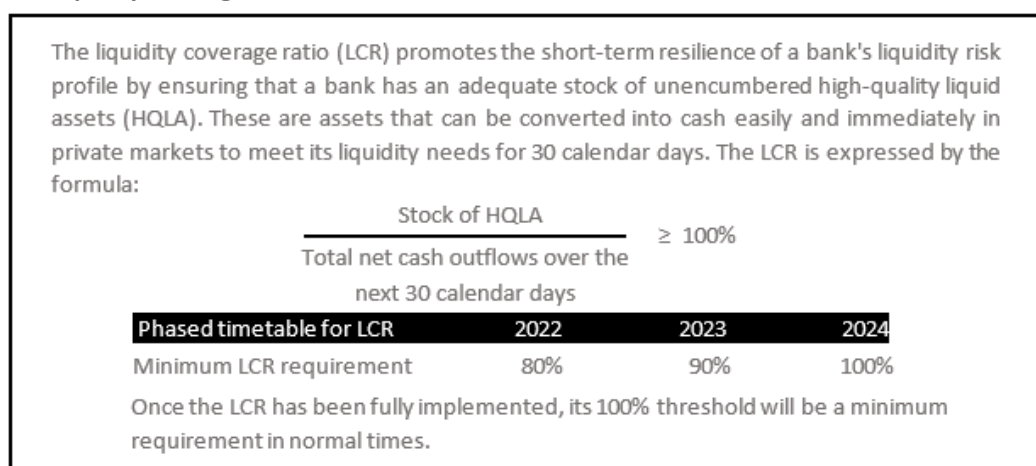 The liquidity coverage ratio (LCR) promotes the short-term resilience of a bank's liquidity risk
profile by ensuring that a bank has an adequate stock of unencumbered high-quality liquid
assets (HQLA). These are assets that can be converted into cash easily and immediately in
private markets to meet its liquidity needs for 30 calendar days. The LCR is expressed by the
formula:
Stock of HQLA
≥ 100%
Total net cash outflows over the
next 30 calendar days
Phased timetable for LCR 2022 2023 2024
Minimum LCR requirement 80% 90% 100%
Once the LCR has been fully implemented, its 100% threshold will be a minimum
requirement in normal times.